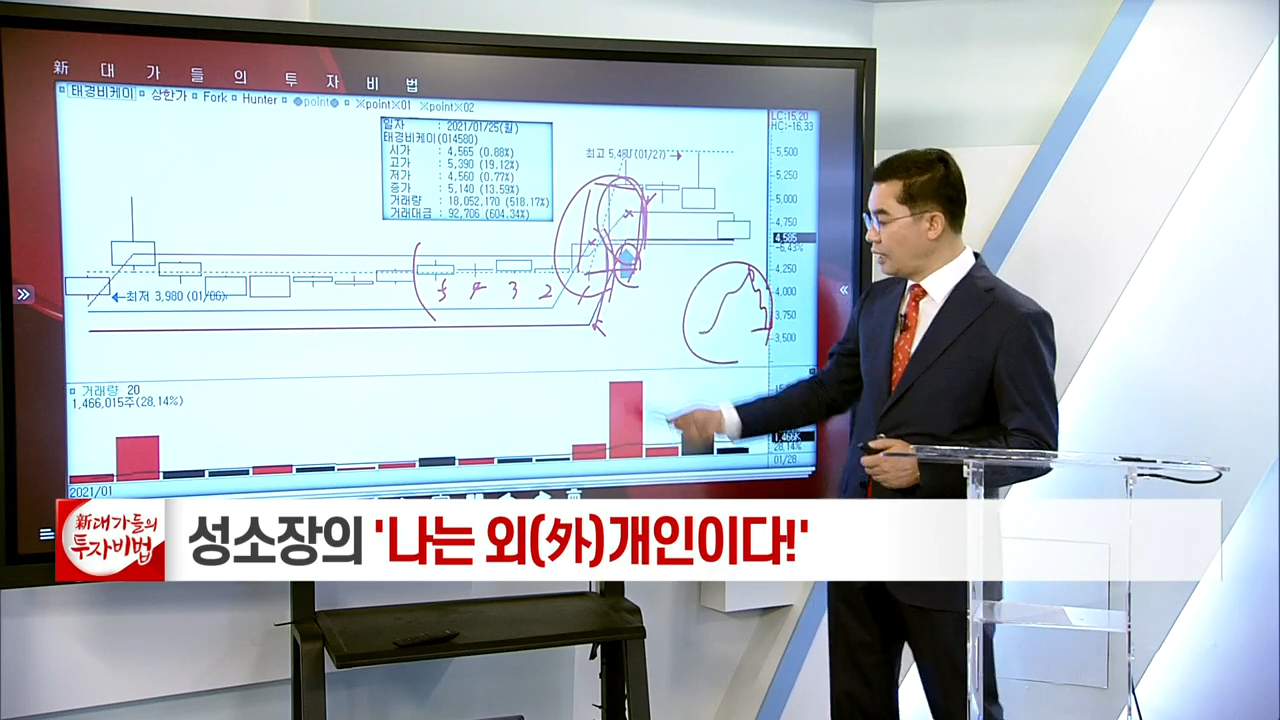 新 대가들의 투자비법
태경비케이 상한가 Fork Hunter point ※point※01 ※point※02
LC:15,20
HC:-16,33
일자 : 2021/01/25(월)
태경비케이(014580)
시가 : 4,565 (0.88%)
고가 : 5,390 (19.12%)
저가 : 4,560 (0.77%)
종가 : 5,140 (13.59%)
거래량 : 18,052,170 (518.17%)
거래대금 : 92,706 (604.34%)
최고 5,480 (01/27)→
←최저 3,980 (01/06)
5,500
5,250
5,000
4,750
4,585
-6,43%
4,250
4,000
3,750
3,500
5 4 3 2 1
거래량 20
1,466,015주(28,14%)
1,466K
28,14%
01/28
2021/01
新대가들의
투자비법
성소장의 '나는 외(外)개인이다!'